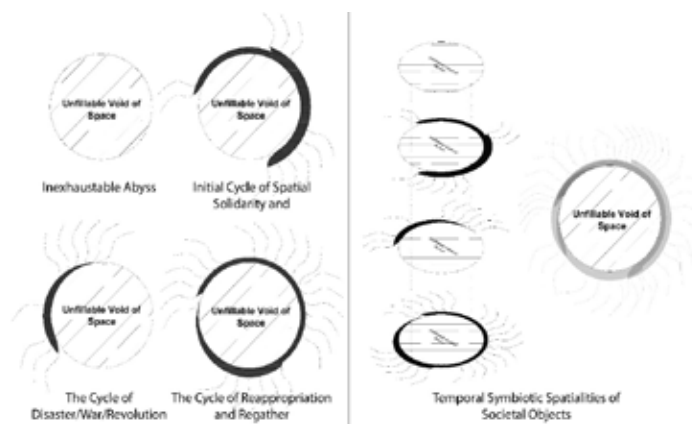 Unfillable Void of
Space
Unfillable Void of
Space
Inexhaustable Abyss
Initial Cycle of Spatial
Solidarity and
Unfillable Void of
Space
Unfillable Void of
Space
The Cycle of
Disaster/War/Revolution
The Cycle of Reappropriation
and Regather
Unfillable Void of
Space
Temporal Symbiotic Spatialities of
Societal Objects